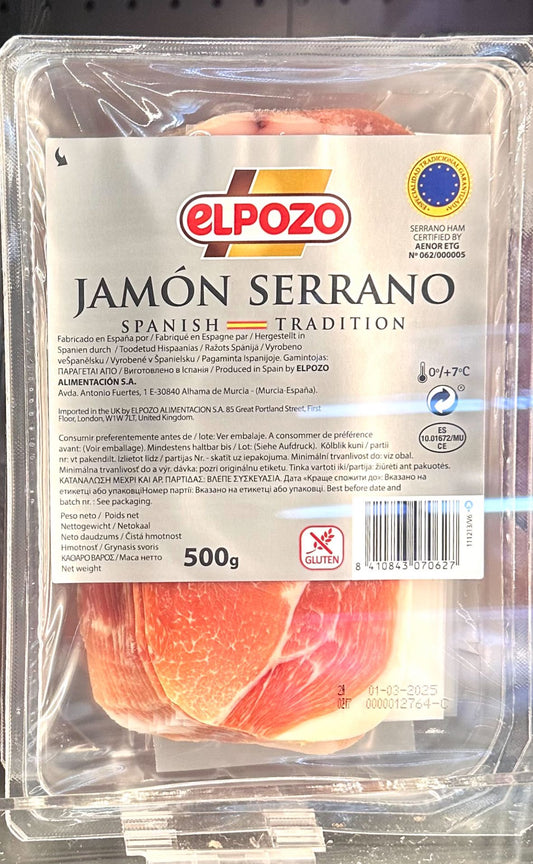 ELPOZO
ESPECIALIDAD TRADICIONAL GARANTIZADA
SERRANO HAM
CERTIFIED BY
AENOR ETG
Nº 062/000005
JAMÓN SERRANO
SPANISH TRADITION
Fabricado en España por / Fabriqué en Espagne par / Hergestellt in
Spanien durch / Toodetud Hispaanias / Ražots Spānijā / Vyrobeno
veŠpanělsku / Vyrobené v Španielsku / Pagaminta Ispanijoje. Gamintojas:
ΠΑΡΑΓΕΤΑΙ ΑΠΟ / Виготовлено в Іспанія / Produced in Spain by ELPOZO
ALIMENTACIÓN S.A.
Avda. Antonio Fuertes, 1 E-30840 Alhama de Murcia - (Murcia-España).
0º/+7ºC
Imported in the UK by ELPOZO ALIMENTACION S.A. 85 Great Portland Street, First
Floor, London, W1W 7LT, United Kingdom.
ES
10.01672/MU
CE
Consumir preferentemente antes de / lote: Ver embalaje. A consommer de préférence
avant: (Voir emballage). Mindestens haltbar bis / Lot: (Siehe Aufdruck). Kõlblik kuni / partii
nr: vt pakendilt. Izlietot līdz / partijas Nr. - skatīt uz iepakojuma. Minimální trvanlivost do: viz obal.
Minimálna trvanlivosť do a výr. dávka: pozri originálnu etiketu. Tinka vartoti iki/partija: žiūrėti ant pakuotės.
ΚΑΤΑΝΑΛΩΣΗ ΜΕΧΡΙ ΚΑΙ ΑΡ. ΠΑΡΤΙΔΑΣ: ΒΛΕΠΕ ΣΥΣΚΕΥΑΣΙΑ. Дата «Краще спожити до»: Вказано на
етикетці або упаковціНомер партії: Вказано на етикетці або упаковці. Best before date and
batch nr. : See packaging.
Peso neto / Poids net
Nettogewicht / Netokaal
Neto daudzums / Čistá hmotnost
Hmotnosť / Grynasis svoris
ΚΑΘΑΡΟ ΒΑΡΟΣ / Маса нетто
Net weight
500g
GLUTEN
8 410843 070627
111213/V6
01-03-2025
0000012764-C